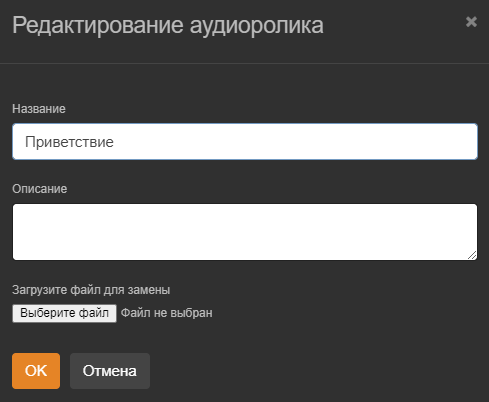 Редактирование аудиоролика
Название
Приветствие
Описание
Загрузите файл для замены
Выберите файл Файл не выбран
OK Отмена